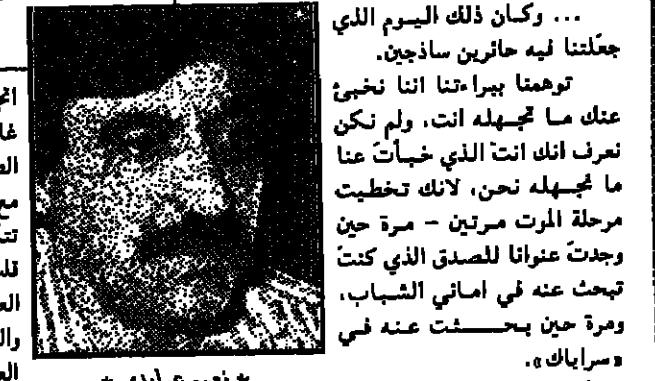 ... وكان ذلك اليوم الذي
جعلتنا فيه حائرين ساذجين.
توهمنا ببراءتنا اننا نخبئ
عنك ما تجهله انت، ولم نكن
نعرف انك انتَ الذي خبأتَ عنا
ما نجهله نحن، لانك تخطيت
مرحلة الموت مرتين – مرة حين
وجدتَ عنوانا للصدق الذي كنتَ
تبحث عنه في اماني الشباب،
ومرة حين بحثت عنه في
«سراياك».